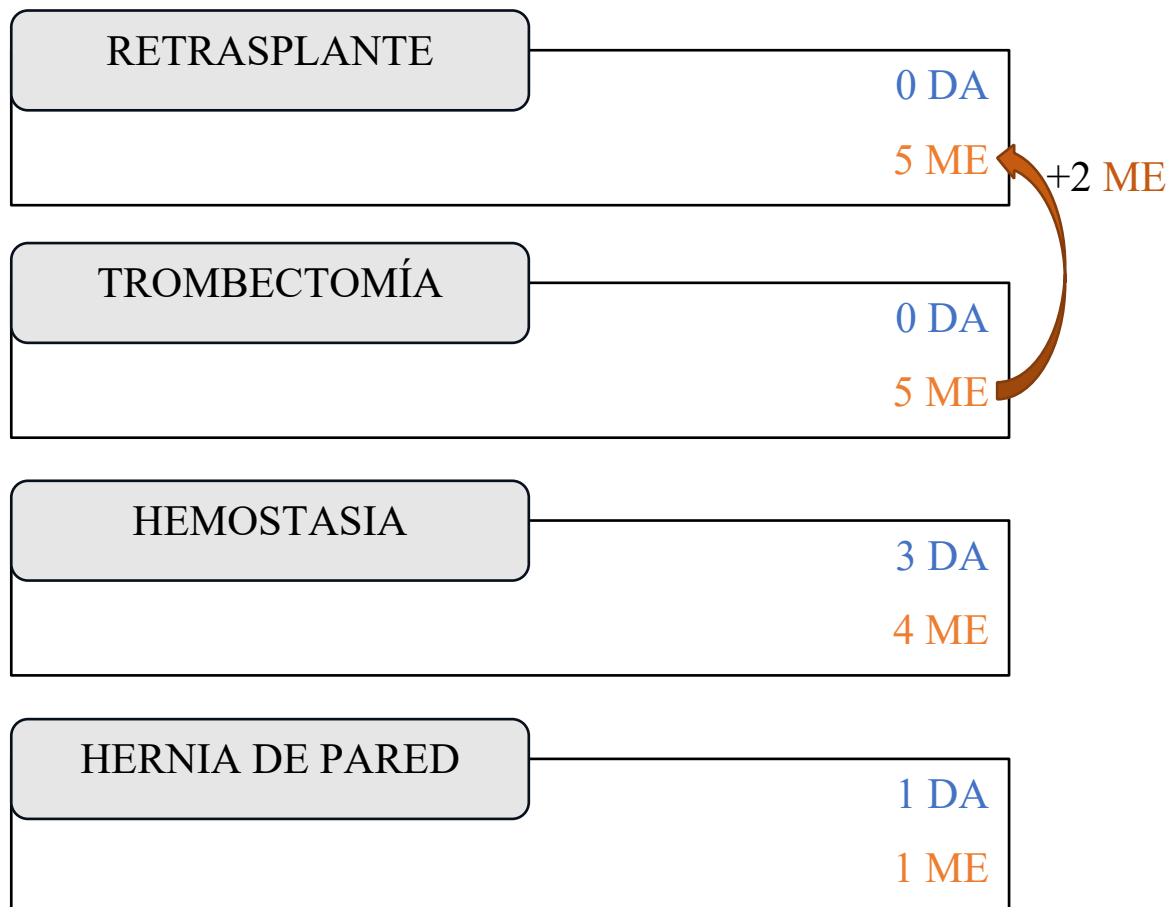 RETRASPLANTE
0 DA
5 ME
+2 ME
TROMBECTOMÍA
0 DA
5 ME
HEMOSTASIA
3 DA
4 ME
HERNIA DE PARED
1 DA
1 ME